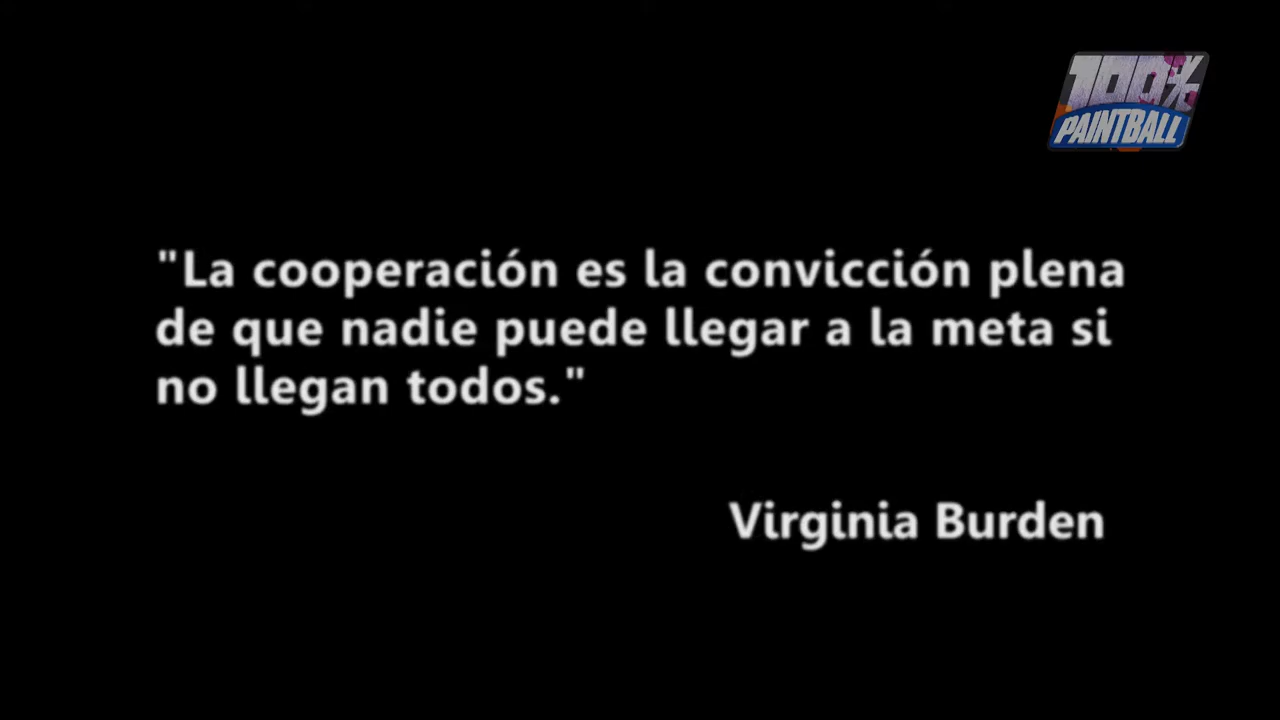 100%
PAINTBALL
"La cooperación es la convicción plena
de que nadie puede llegar a la meta si
no llegan todos."
Virginia Burden